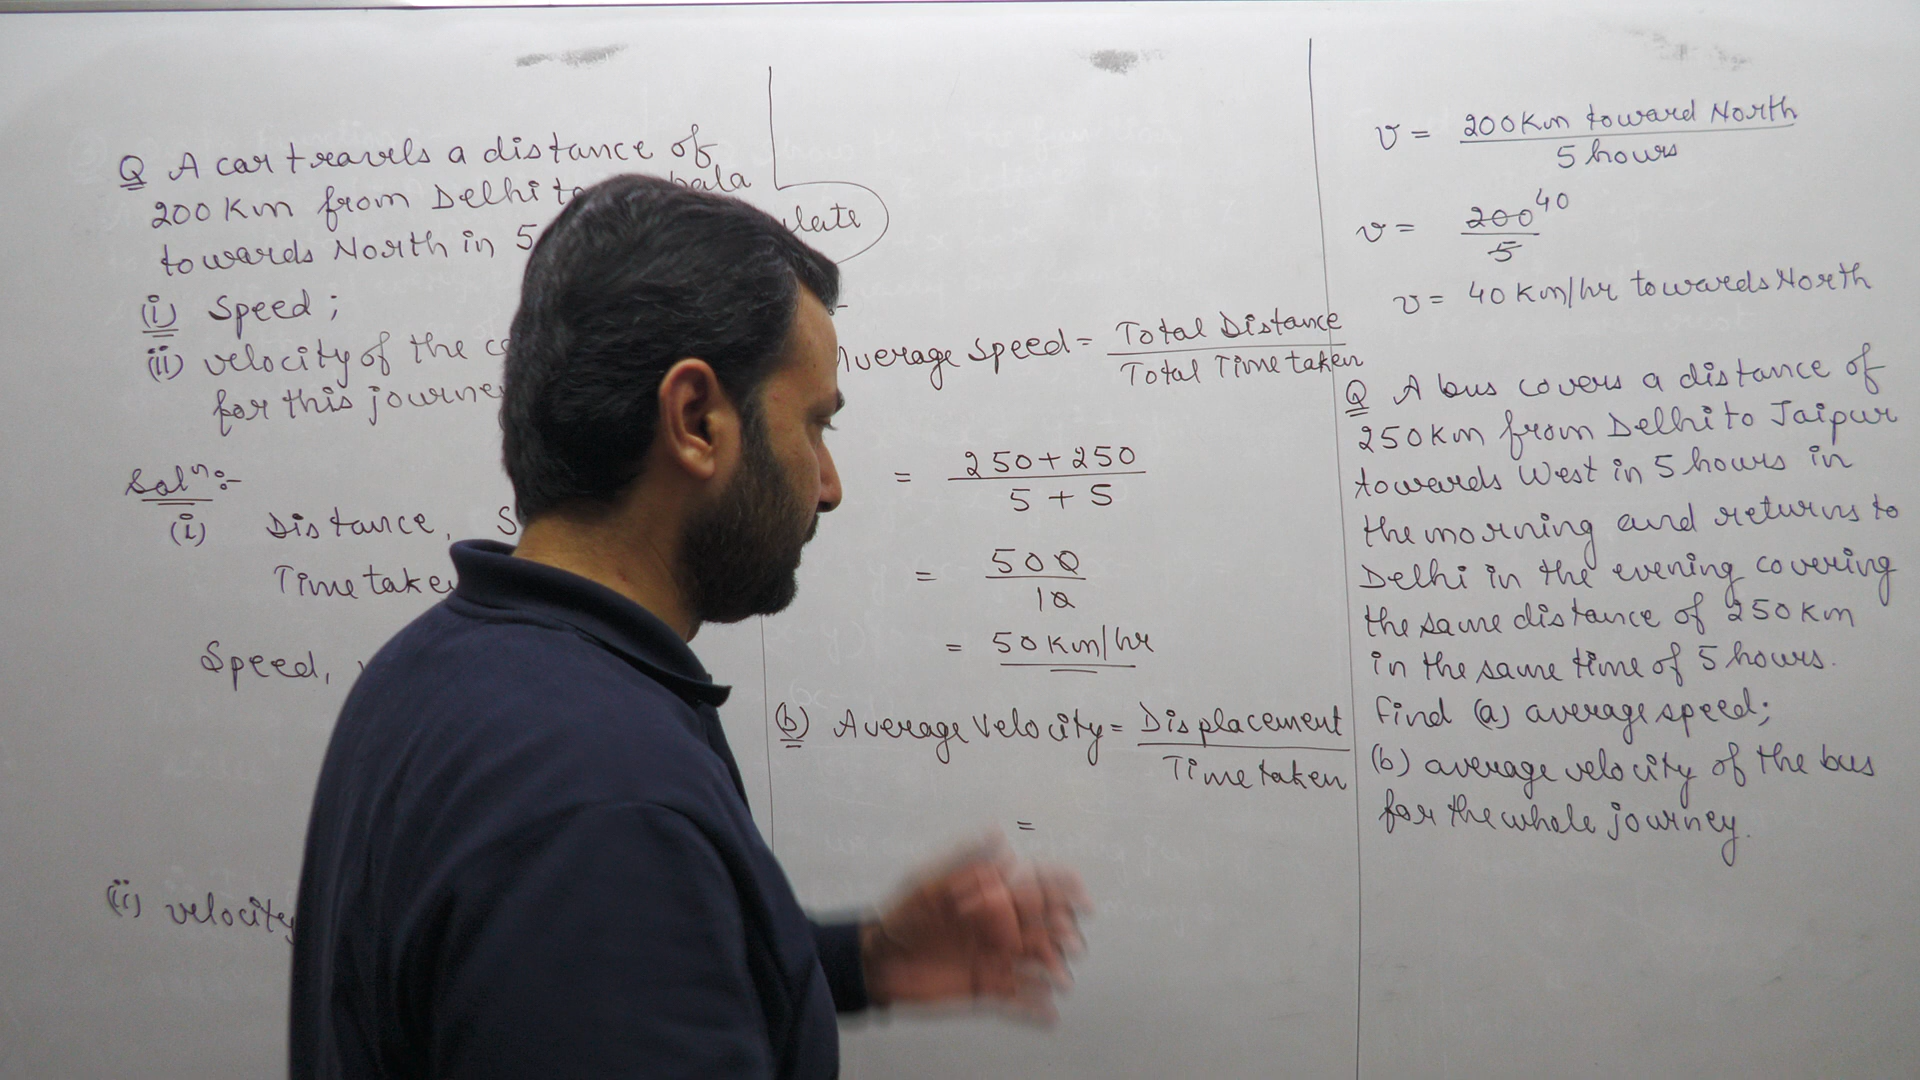 Q A car travels a distance of
200 Km from Delhi to
towards North in 5
(i) Speed ;
(ii) velocity of the
for this journey
Solⁿ:-
(i) Distance, S
Time taken
Speed,
(ii) velocity
Average speed = Total Distance
Total Time taken
= 250 + 250
5 + 5
= 500
10
= 50 Km/hr
(b) Average Velocity = Displacement
Time taken
=
v = 200 Km toward North
5 hours
v = 200 40
5
v = 40 Km/hr towards North
Q A bus covers a distance of
250 Km from Delhi to Jaipur
towards West in 5 hours in
the morning and returns to
Delhi in the evening covering
the same distance of 250 Km
in the same time of 5 hours.
find (a) average speed;
(b) average velocity of the bus
for the whole journey.